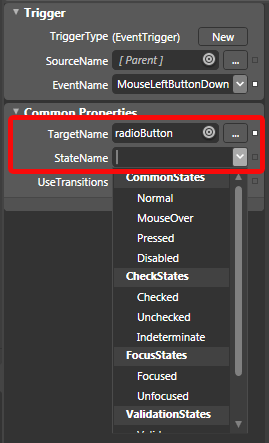 Trigger
TriggerType (EventTrigger) New
SourceName [ Parent ] ...
EventName MouseLeftButtonDown
Common Properties
TargetName radioButton ...
StateName
UseTransitions
CommonStates
Normal
MouseOver
Pressed
Disabled
CheckStates
Checked
Unchecked
Indeterminate
FocusStates
Focused
Unfocused
ValidationStates